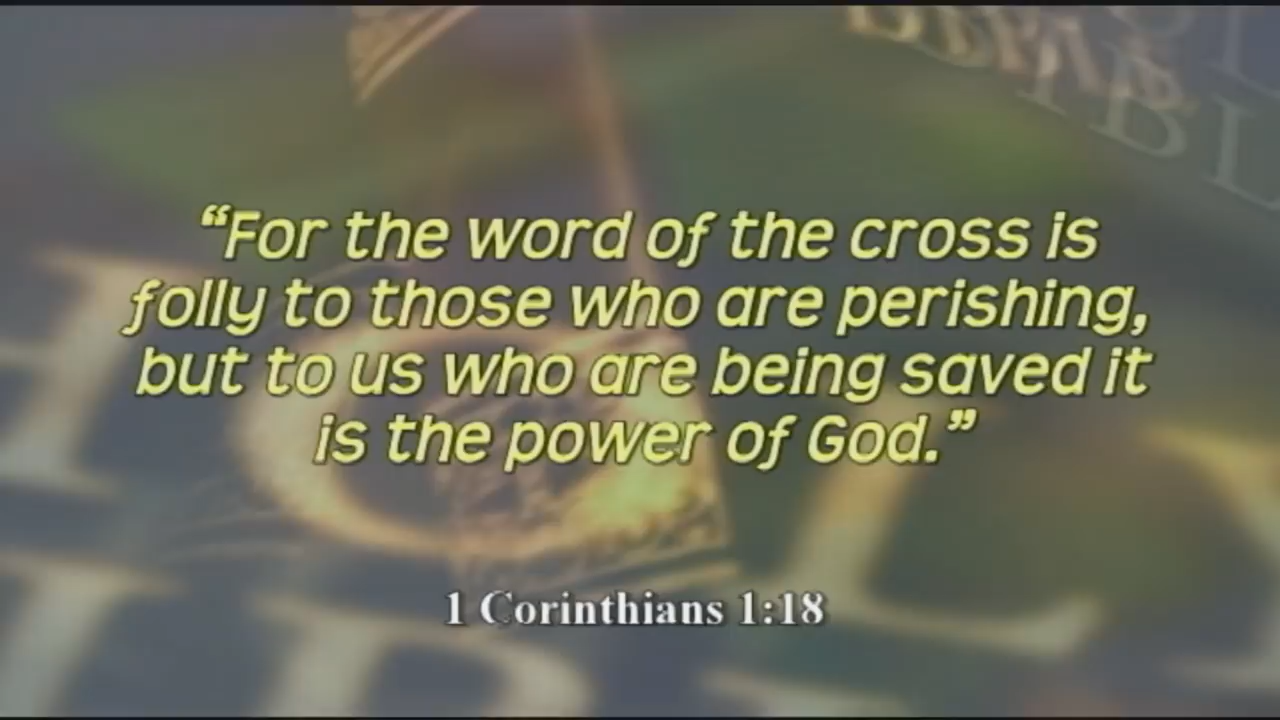 “For the word of the cross is
folly to those who are perishing,
but to us who are being saved it
is the power of God.”
1 Corinthians 1:18